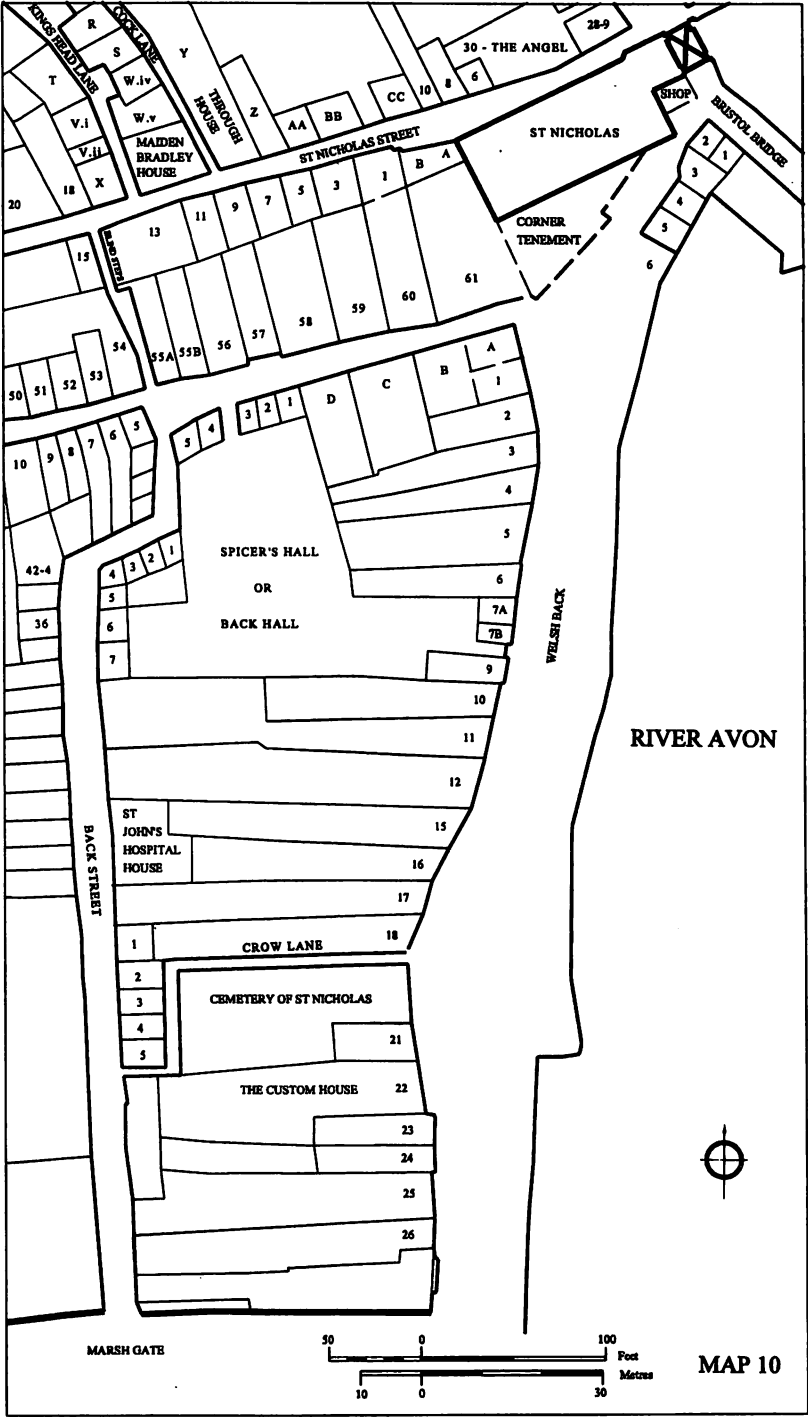 KINGS HEAD LANE
COCK LANE
R
S
T
W.iv
V.i
W.v
V.ii
MAIDEN
BRADLEY
HOUSE
X
18
20
Y
THROUGH
HOUSE
Z
AA
BB
CC
10
8
6
30 - THE ANGEL
28-9
ST NICHOLAS STREET
ST NICHOLAS
SHOP
BRISTOL BRIDGE
2
1
3
4
5
6
CORNER
TENEMENT
A
B
1
3
5
7
9
11
13
BLIND STEPS
15
50
51
52
53
54
55A
55B
56
57
58
59
60
61
10
9
8
7
6
5
5
4
3
2
1
D
C
B
A
1
2
3
4
5
6
7A
7B
9
10
11
12
15
16
17
18
SPICER'S HALL
OR
BACK HALL
WELSH BACK
RIVER AVON
42-4
36
4
3
2
1
5
6
7
ST
JOHN'S
HOSPITAL
HOUSE
BACK STREET
CROW LANE
1
2
3
4
5
CEMETERY OF ST NICHOLAS
21
THE CUSTOM HOUSE
22
23
24
25
26
MARSH GATE
50 0 100
Feet
Metres
10 0 30
MAP 10